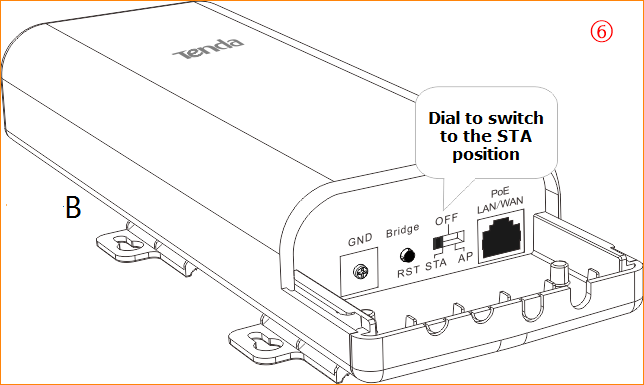 Tenda
⑥
Dial to switch
to the STA
position
B
GND
Bridge
RST
OFF
STA
AP
PoE
LAN/WAN